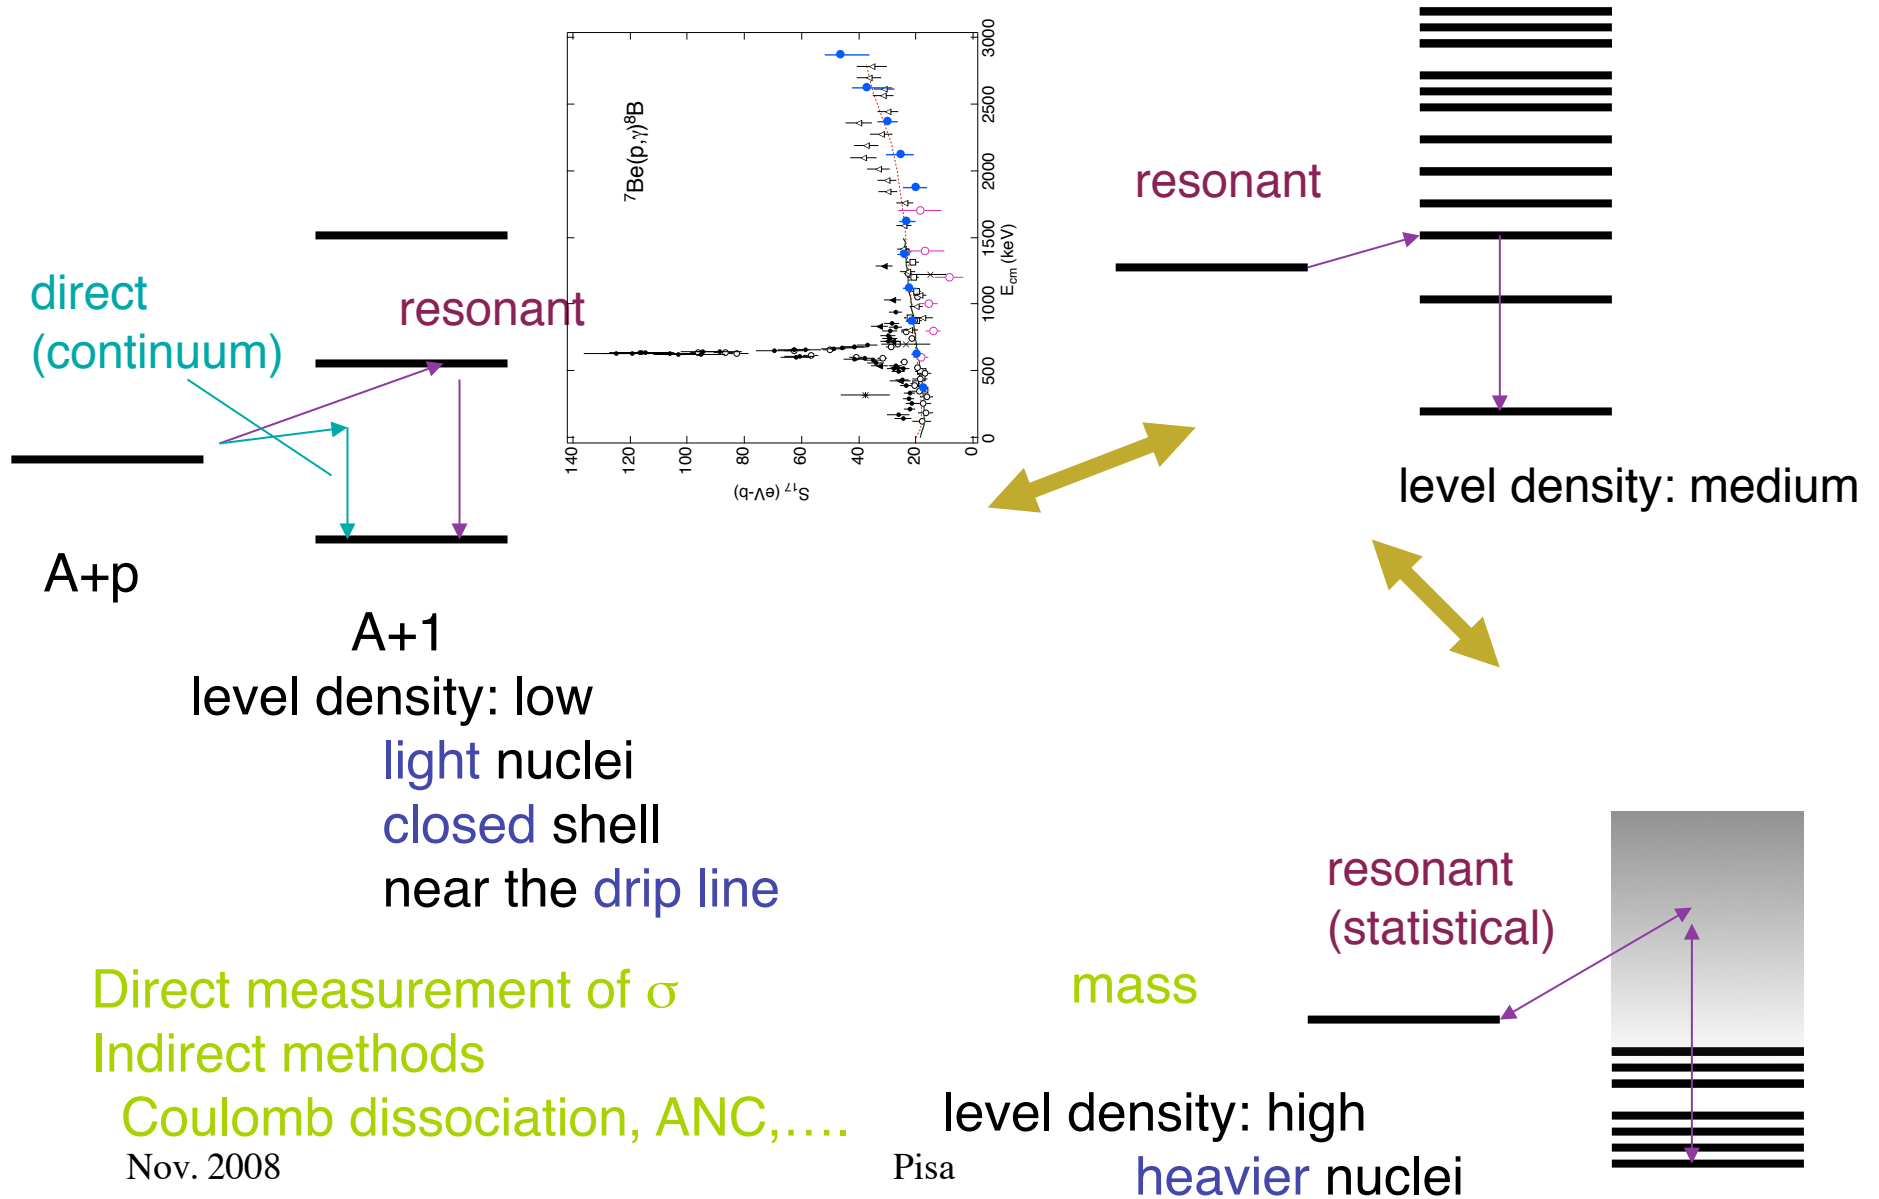 direct
(continuum)
resonant
A+p
A+1
level density: low
light nuclei
closed shell
near the drip line
Direct measurement of σ
Indirect methods
Coulomb dissociation, ANC,….
Nov. 2008
⁷Be(p,γ)⁸B
S₁₇ (eV-b)
140
120
100
80
60
40
20
0
E_cm (keV)
0
500
1000
1500
2000
2500
3000
resonant
level density: medium
resonant
(statistical)
mass
level density: high
heavier nuclei
Pisa